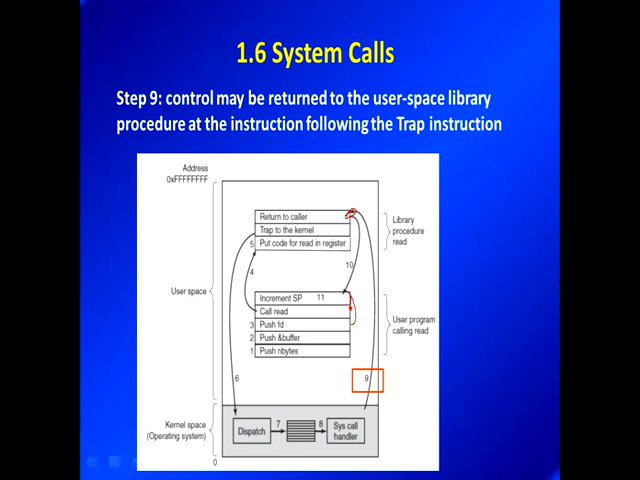 1.6 System Calls
Step 9: control may be returned to the user-space library
procedure at the instruction following the Trap instruction
Address
0xFFFFFFFF
Return to caller
Trap to the kernel
5 Put code for read in register
Library
procedure
read
4
10
User space
Increment SP 11
Call read
3 Push fd
2 Push &buffer
1 Push nbytes
User program
calling read
6
9
Kernel space
(Operating system)
Dispatch
7
8
Sys call
handler
0